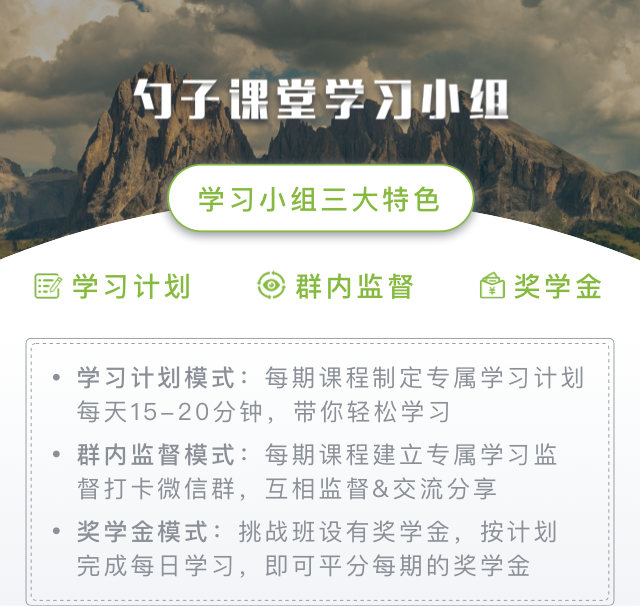 勺子课堂学习小组
学习小组三大特色
学习计划 群内监督 奖学金
• 学习计划模式：每期课程制定专属学习计划
每天15-20分钟，带你轻松学习
• 群内监督模式：每期课程建立专属学习监
督打卡微信群，互相监督&交流分享
• 奖学金模式：挑战班设有奖学金，按计划
完成每日学习，即可平分每期的奖学金